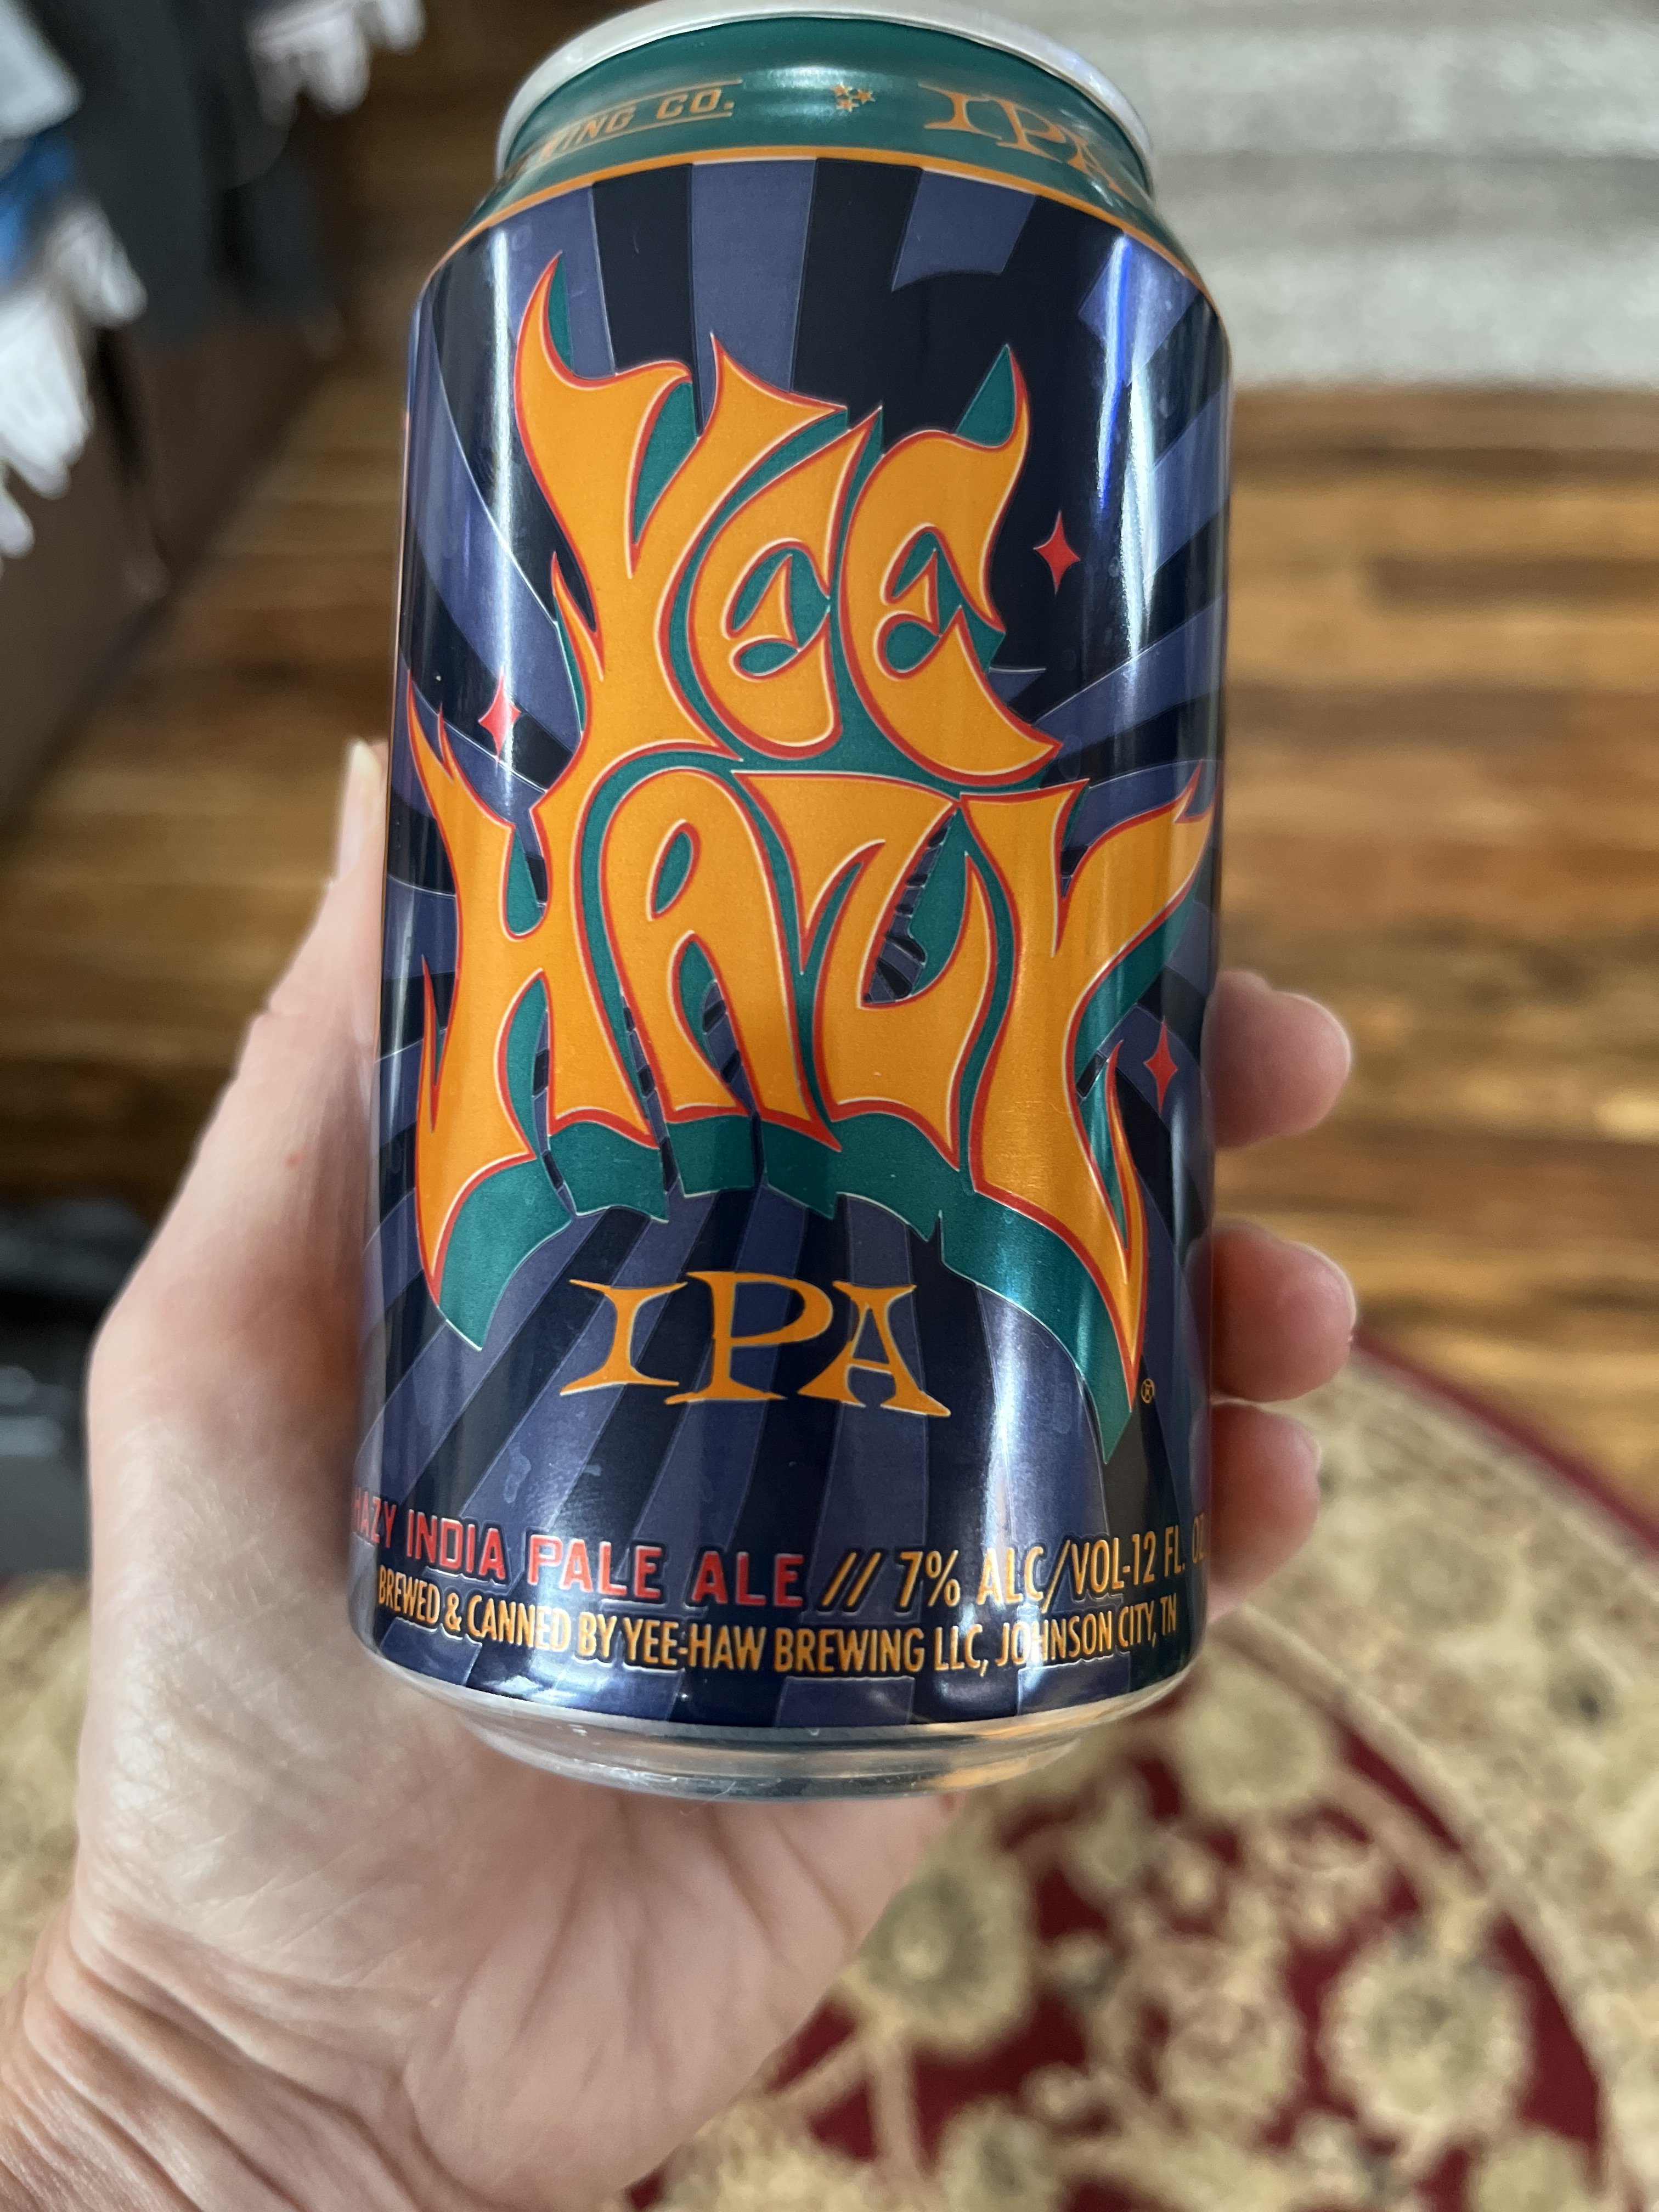 CO. IPA
YEE
HAZY
IPA
®
HAZY INDIA PALE ALE // 7% ALC/VOL-12 FL. OZ
BREWED & CANNED BY YEE-HAW BREWING LLC, JOHNSON CITY, TN